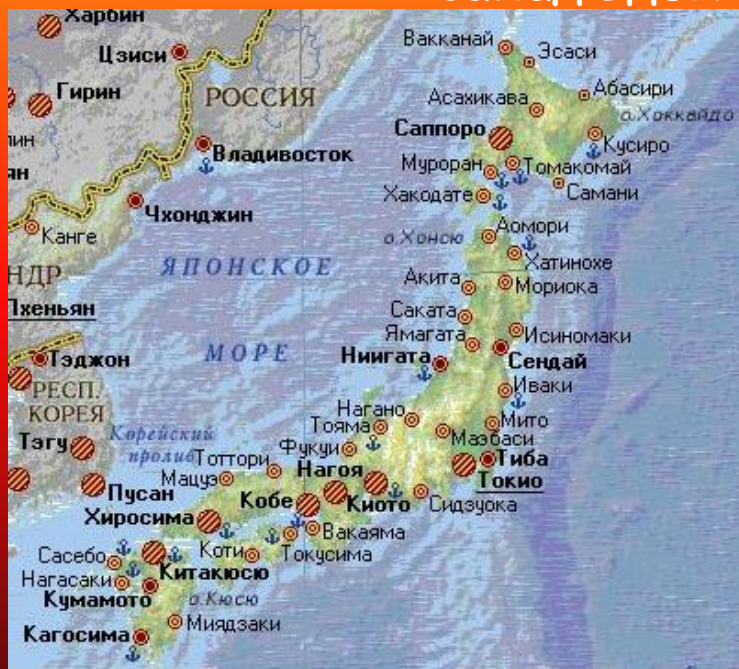 Харбин
Цзиси
Гирин
РОССИЯ
Владивосток
Чхонджин
Канге
НДР
Пхеньян
Тэджон
РЕСП.
КОРЕЯ
Тэгу
Пусан
Корейский
пролив
ЯПОНСКОЕ
МОРЕ
Вакканай
Эсаси
Абасири
Асахикава
о.Хоккайдо
Саппоро
Кусиро
Муроран
Томакомай
Самани
Хакодате
Аомори
о.Хонсю
Хатинохе
Акита
Мориока
Саката
Ямагата
Исиномаки
Ниигата
Сендай
Иваки
Нагано
Тояма
Мито
Маэбаси
Фукуи
Тиба
Токио
Тоттори
Нагоя
Мацуэ
Кобе
Киото
Сидзуока
Хиросима
Вакаяма
Коти
Токусима
Сасебо
Китакюсю
Нагасаки
Кумамото
о.Кюсю
Миядзаки
Кагосима